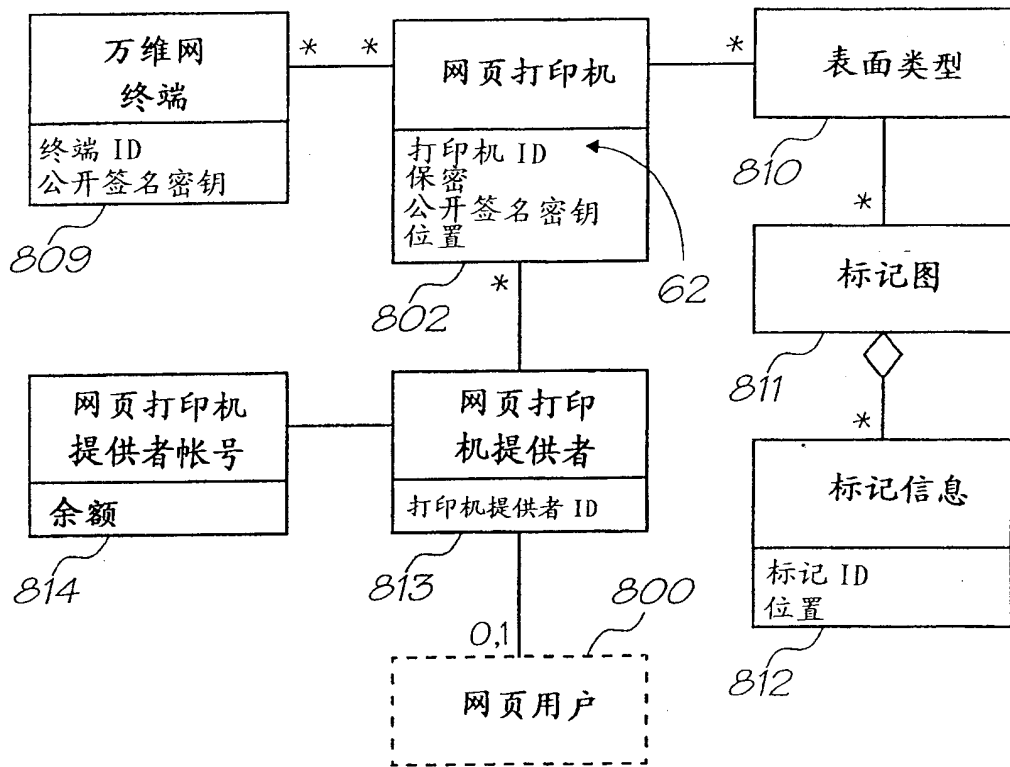 万维网
终端
* *
终端 ID
公开签名密钥
809
网页打印机
*
打印机 ID
保密
公开签名密钥
位置
62
802
*
表面类型
810
*
*
标记图
811
*
标记信息
标记 ID
位置
812
网页打印机
提供者帐号
余额
814
网页打印
机提供者
打印机提供者 ID
813
0,1
800
网页用户